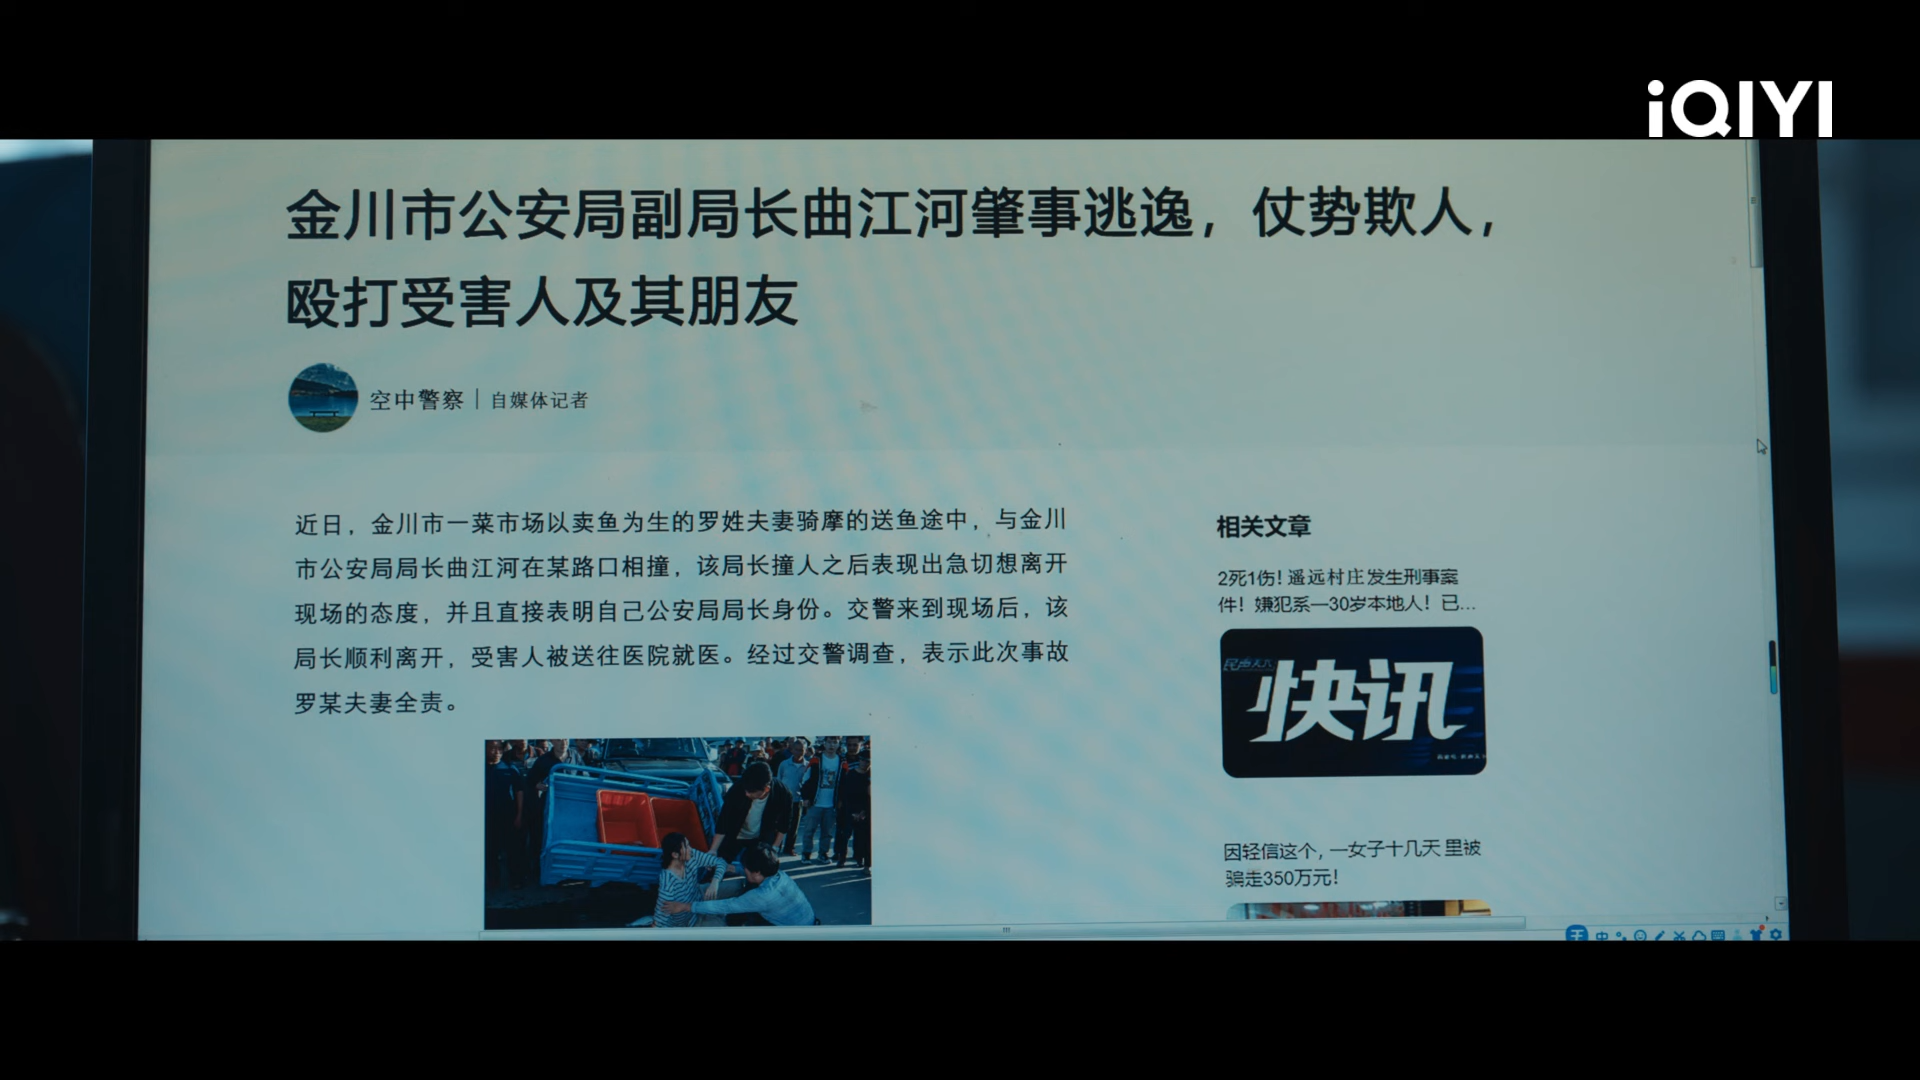 iQIYI
金川市公安局副局长曲江河肇事逃逸，仗势欺人，
殴打受害人及其朋友
空中警察｜自媒体记者
近日，金川市一菜市场以卖鱼为生的罗姓夫妻骑摩的送鱼途中，与金川
市公安局局长曲江河在某路口相撞，该局长撞人之后表现出急切想离开
现场的态度，并且直接表明自己公安局局长身份。交警来到现场后，该
局长顺利离开，受害人被送往医院就医。经过交警调查，表示此次事故
罗某夫妻全责。
相关文章
2死1伤！遥远村庄发生刑事案
件！嫌犯系一30岁本地人！已...
快讯
因轻信这个，一女子十几天里被
骗走350万元！
中